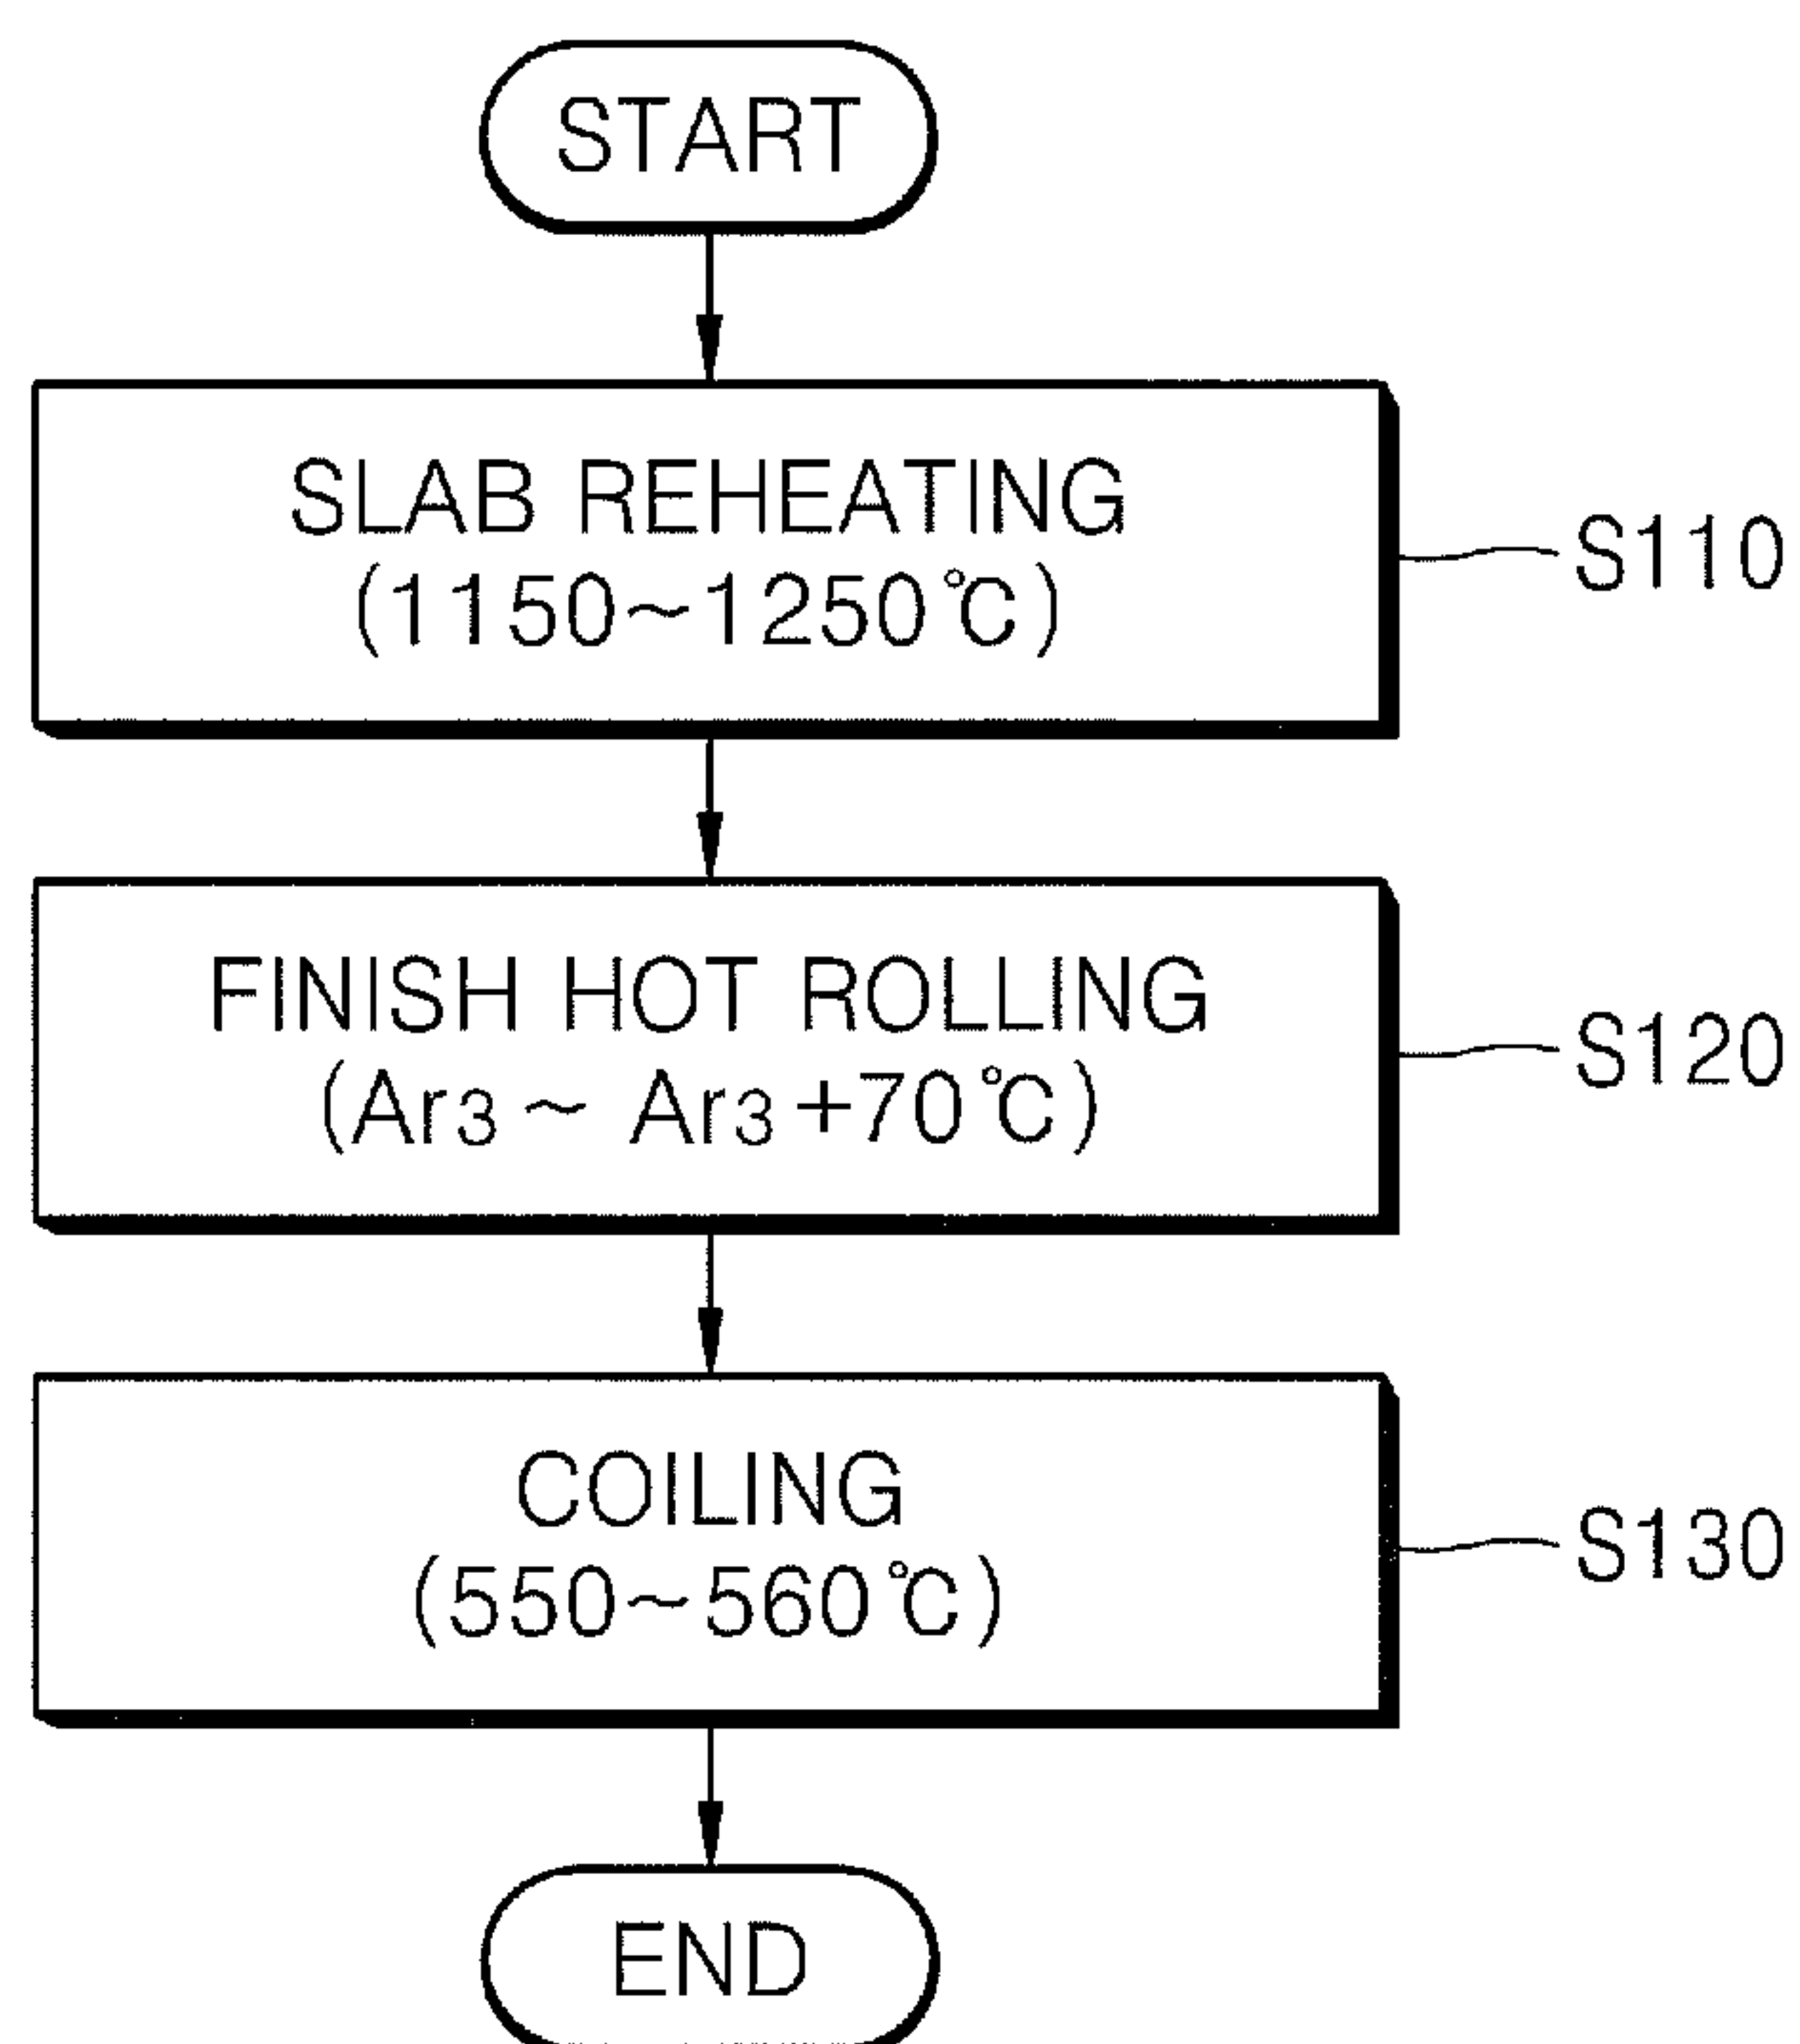 START
SLAB REHEATING
(1150~1250℃)
S110
FINISH HOT ROLLING
(Ar₃ ~ Ar₃ +70℃)
S120
COILING
(550~560℃)
S130
END